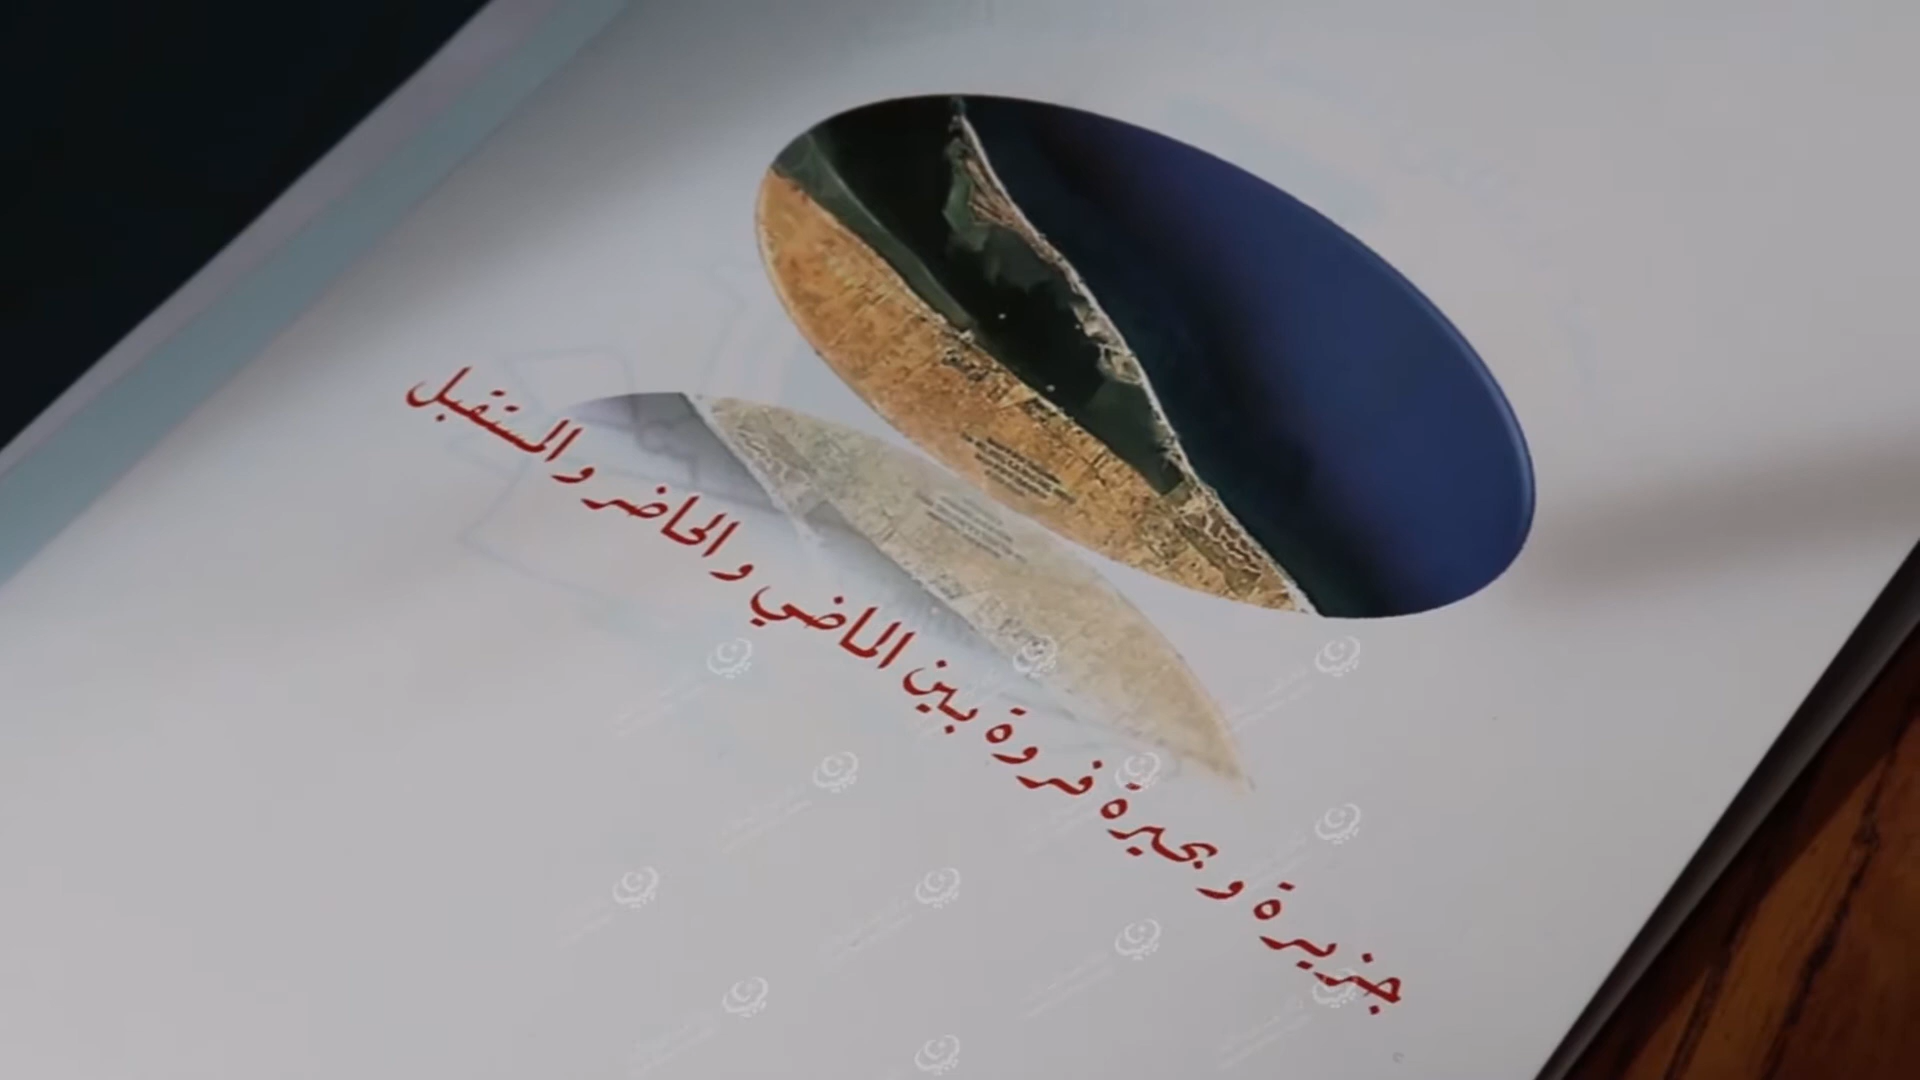 جزيرة و بحيرة فروة بين الماضي و الحاضر و المستقبل